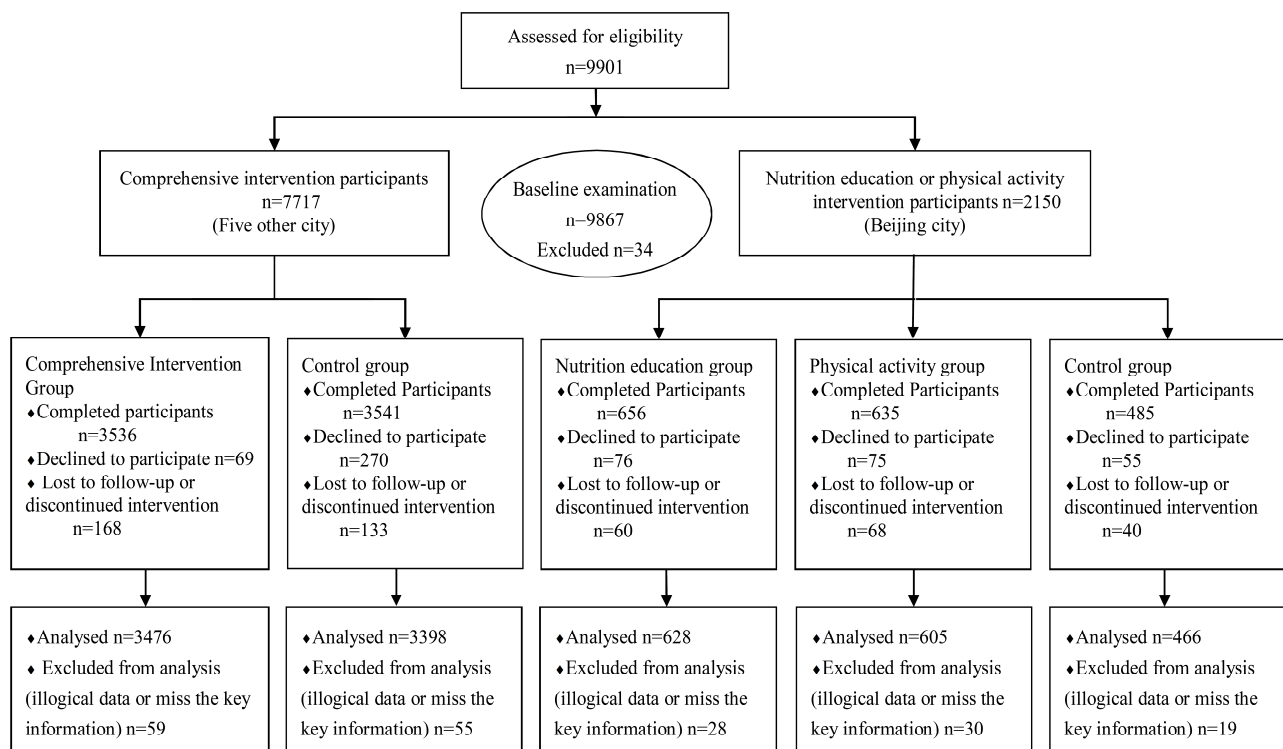 Assessed for eligibility
n=9901
Comprehensive intervention participants
n=7717
(Five other city)
Baseline examination
n=9867
Excluded n=34
Nutrition education or physical activity
intervention participants n=2150
(Beijing city)
Comprehensive Intervention
Group
♦Completed participants
n=3536
♦Declined to participate n=69
♦ Lost to follow-up or
discontinued intervention
n=168
Control group
♦Completed Participants
n=3541
♦Declined to participate
n=270
♦Lost to follow-up or
discontinued intervention
n=133
Nutrition education group
♦Completed Participants
n=656
♦Declined to participate
n=76
♦Lost to follow-up or
discontinued intervention
n=60
Physical activity group
♦Completed Participants
n=635
♦Declined to participate
n=75
♦Lost to follow-up or
discontinued intervention
n=68
Control group
♦Completed Participants
n=485
♦Declined to participate
n=55
♦Lost to follow-up or
discontinued intervention
n=40
♦Analysed n=3476
♦ Excluded from analysis
(illogical data or miss the key
information) n=59
♦Analysed n=3398
♦Excluded from analysis
(illogical data or miss the
key information) n=55
♦Analysed n=628
♦Excluded from analysis
(illogical data or miss the
key information) n=28
♦Analysed n=605
♦Excluded from analysis
(illogical data or miss the
key information) n=30
♦Analysed n=466
♦Excluded from analysis
(illogical data or miss the
key information) n=19